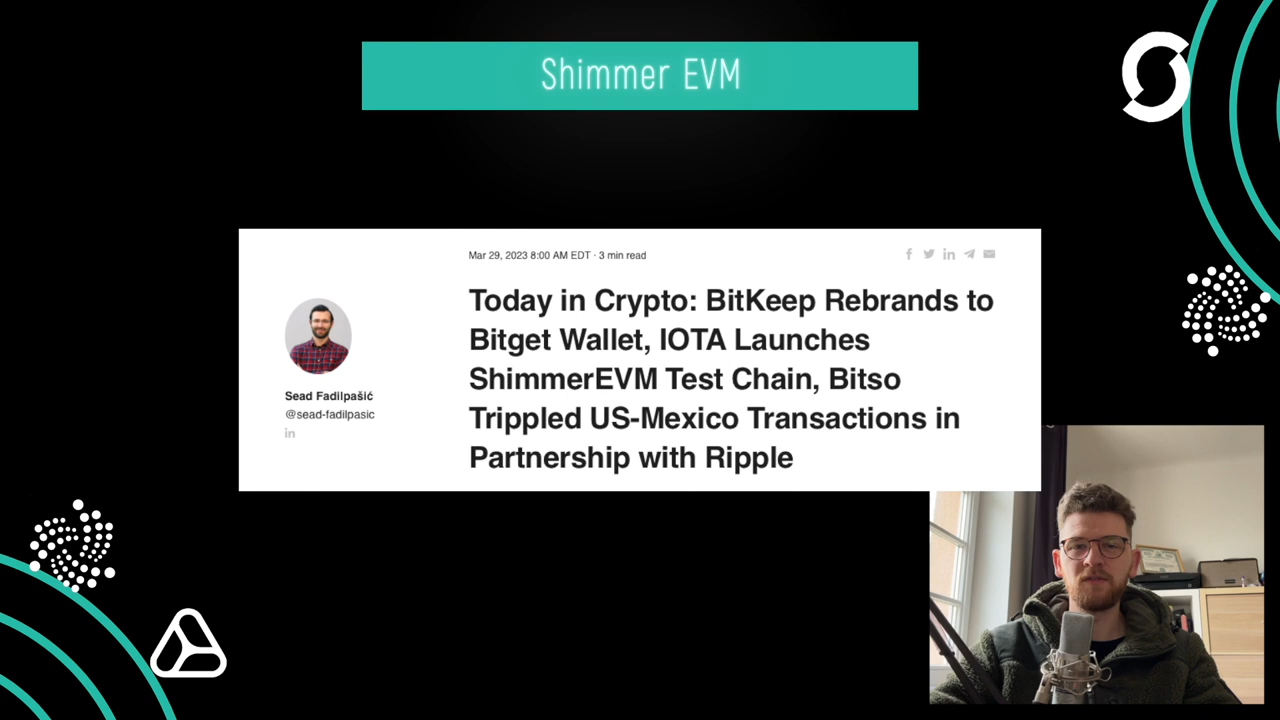 Shimmer EVM
Mar 29, 2023 8:00 AM EDT · 3 min read
Today in Crypto: BitKeep Rebrands to
Bitget Wallet, IOTA Launches
ShimmerEVM Test Chain, Bitso
Trippled US-Mexico Transactions in
Partnership with Ripple
Sead Fadilpašić
@sead-fadilpasic